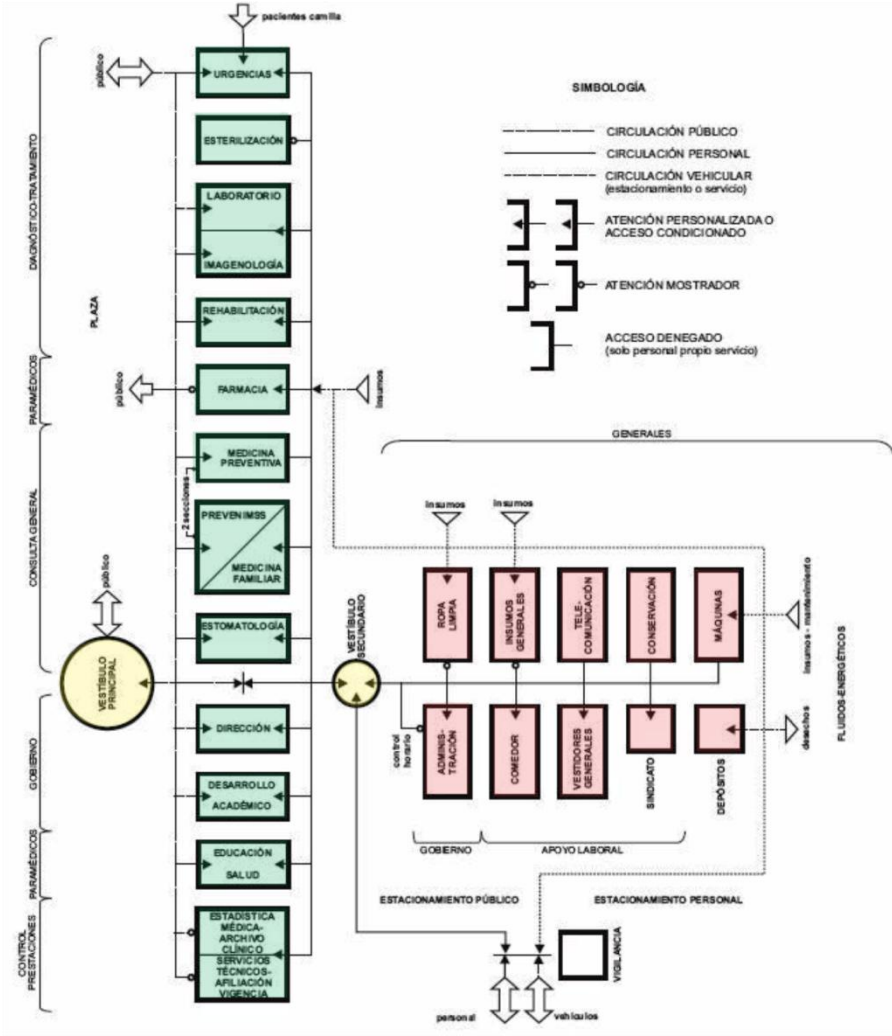 pacientes camilla
público
URGENCIAS
ESTERILIZACIÓN
LABORATORIO
IMAGENOLOGÍA
REHABILITACIÓN
DIAGNÓSTICO-TRATAMIENTO
PLAZA
SIMBOLOGÍA
CIRCULACIÓN PÚBLICO
CIRCULACIÓN PERSONAL
CIRCULACIÓN VEHICULAR
(estacionamiento o servicio)
ATENCIÓN PERSONALIZADA O
ACCESO CONDICIONADO
ATENCIÓN MOSTRADOR
ACCESO DENEGADO
(solo personal propio servicio)
PARAMÉDICOS
público
FARMACIA
insumos
GENERALES
CONSULTA GENERAL
MEDICINA
PREVENTIVA
2 secciones
PREVENIMSS
MEDICINA
FAMILIAR
ESTOMATOLOGÍA
público
VESTÍBULO
PRINCIPAL
VESTÍBULO
SECUNDARIO
insumos
insumos
ROPA
LIMPIA
INSUMOS
GENERALES
TELE-
COMUNICACIÓN
CONSERVACIÓN
MÁQUINAS
insumos - mantenimiento
FLUIDOS-ENERGÉTICOS
desechos
control
horario
ADMINIS-
TRACIÓN
COMEDOR
VESTIDORES
GENERALES
SINDICATO
DEPÓSITOS
GOBIERNO
APOYO LABORAL
GOBIERNO
DIRECCIÓN
DESARROLLO
ACADÉMICO
PARAMÉDICOS
EDUCACIÓN
SALUD
CONTROL
PRESTACIONES
ESTADÍSTICA
MÉDICA-
ARCHIVO
CLÍNICO
SERVICIOS
TÉCNICOS-
AFILIACIÓN
VIGENCIA
ESTACIONAMIENTO PÚBLICO
ESTACIONAMIENTO PERSONAL
VIGILANCIA
personal
vehículos